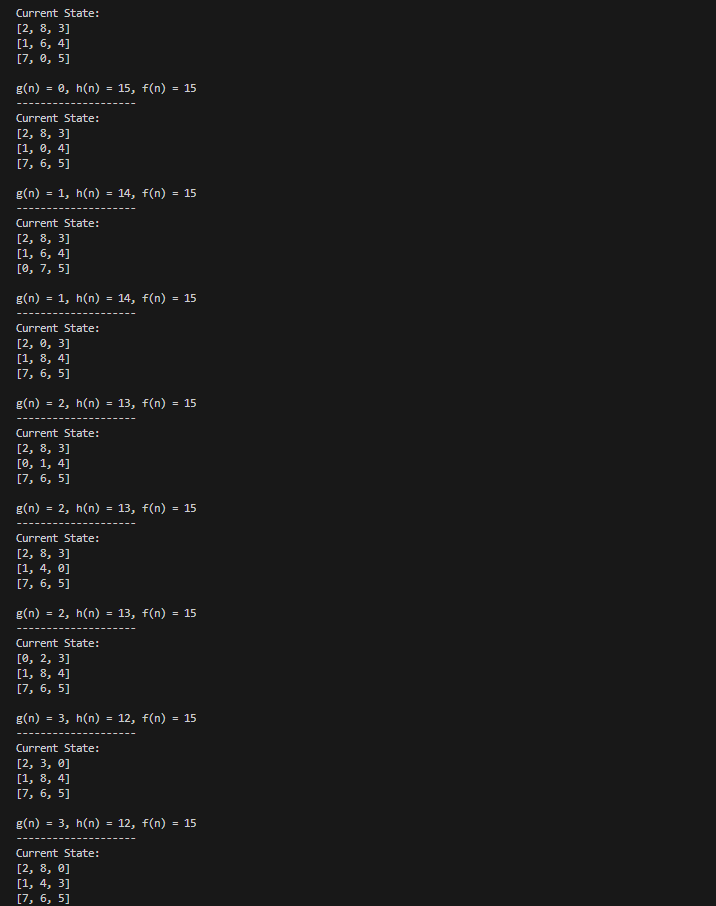 Current State:
[2, 8, 3]
[1, 6, 4]
[7, 0, 5]
g(n) = 0, h(n) = 15, f(n) = 15
--------------------
Current State:
[2, 8, 3]
[1, 0, 4]
[7, 6, 5]
g(n) = 1, h(n) = 14, f(n) = 15
--------------------
Current State:
[2, 8, 3]
[1, 6, 4]
[0, 7, 5]
g(n) = 1, h(n) = 14, f(n) = 15
--------------------
Current State:
[2, 0, 3]
[1, 8, 4]
[7, 6, 5]
g(n) = 2, h(n) = 13, f(n) = 15
--------------------
Current State:
[2, 8, 3]
[0, 1, 4]
[7, 6, 5]
g(n) = 2, h(n) = 13, f(n) = 15
--------------------
Current State:
[2, 8, 3]
[1, 4, 0]
[7, 6, 5]
g(n) = 2, h(n) = 13, f(n) = 15
--------------------
Current State:
[0, 2, 3]
[1, 8, 4]
[7, 6, 5]
g(n) = 3, h(n) = 12, f(n) = 15
--------------------
Current State:
[2, 3, 0]
[1, 8, 4]
[7, 6, 5]
g(n) = 3, h(n) = 12, f(n) = 15
--------------------
Current State:
[2, 8, 0]
[1, 4, 3]
[7, 6, 5]